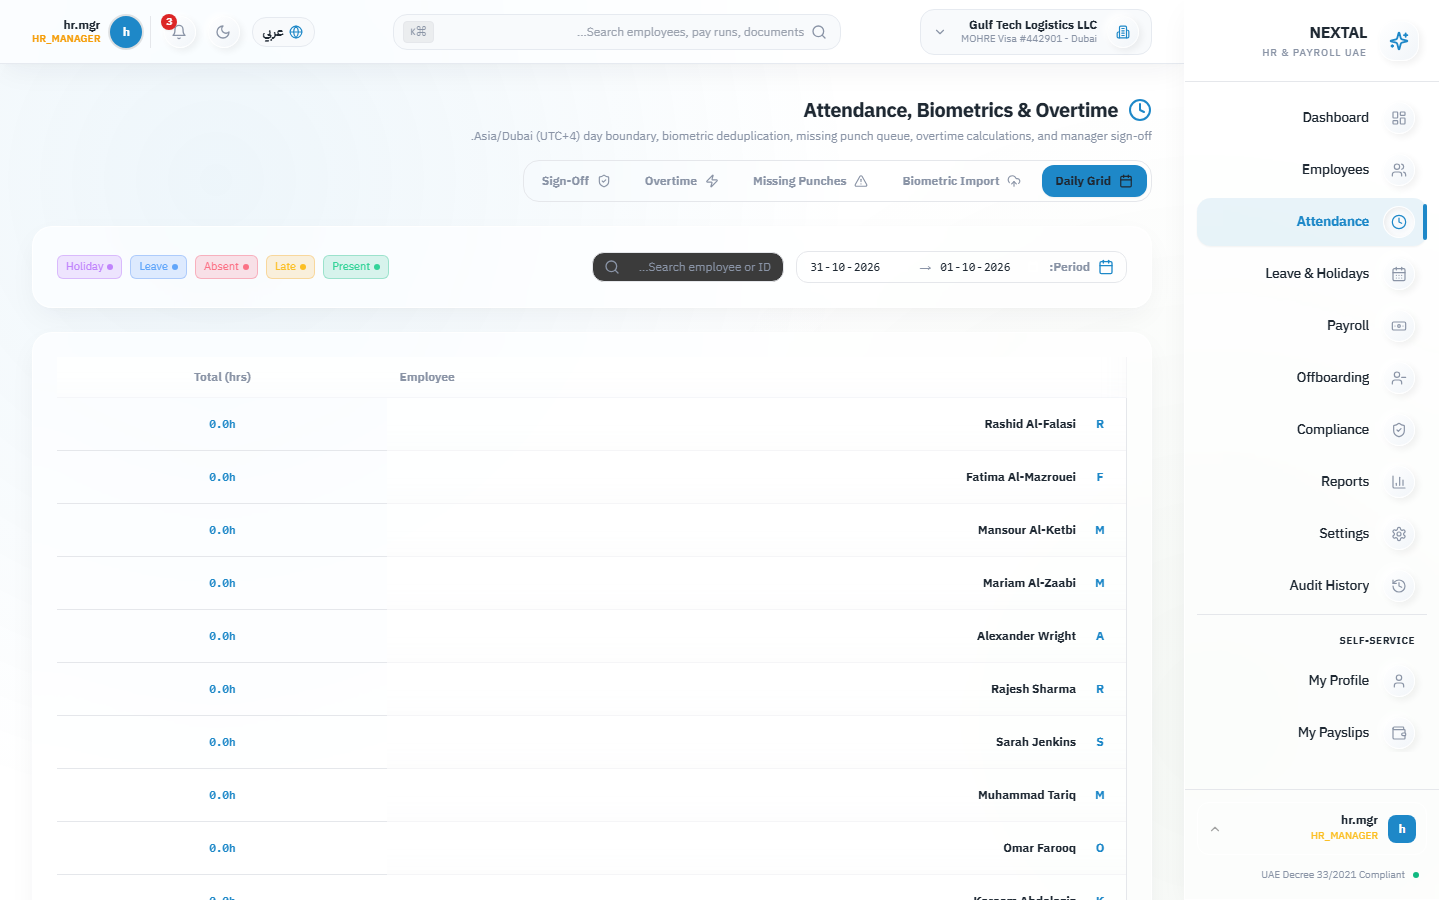 NEXTAL
HR & PAYROLL UAE
Gulf Tech Logistics LLC
MOHRE Visa #442901 - Dubai
...Search employees, pay runs, documents
K⌘
عربي
3
h
hr.mgr
HR_MANAGER
Dashboard
Employees
Attendance
Leave & Holidays
Payroll
Offboarding
Compliance
Reports
Settings
Audit History
SELF-SERVICE
My Profile
My Payslips
hr.mgr
HR_MANAGER
h
UAE Decree 33/2021 Compliant
Attendance, Biometrics & Overtime
.Asia/Dubai (UTC+4) day boundary, biometric deduplication, missing punch queue, overtime calculations, and manager sign-off
Daily Grid
Biometric Import
Missing Punches
Overtime
Sign-Off
:Period
01-10-2026 → 31-10-2026
...Search employee or ID
Present
Late
Absent
Leave
Holiday
Employee Total (hrs)
R Rashid Al-Falasi 0.0h
F Fatima Al-Mazrouei 0.0h
M Mansour Al-Ketbi 0.0h
M Mariam Al-Zaabi 0.0h
A Alexander Wright 0.0h
R Rajesh Sharma 0.0h
S Sarah Jenkins 0.0h
M Muhammad Tariq 0.0h
O Omar Farooq 0.0h